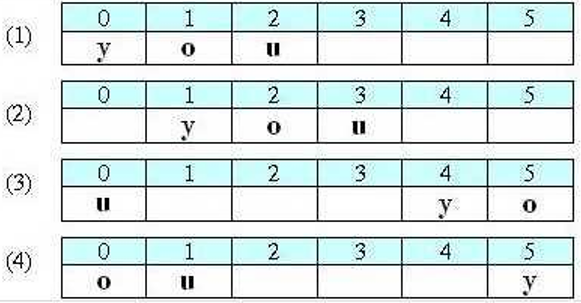 (1) 0 1 2 3 4 5
y o u
(2) 0 1 2 3 4 5
y o u
(3) 0 1 2 3 4 5
u y o
(4) 0 1 2 3 4 5
o u y